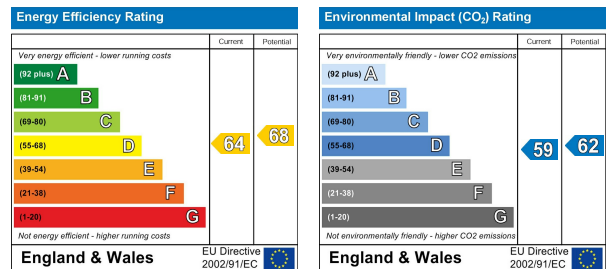 Energy Efficiency Rating
Current Potential
Very energy efficient - lower running costs
(92 plus) A
(81-91) B
(69-80) C
(55-68) D
(39-54) E
(21-38) F
(1-20) G
64
68
Not energy efficient - higher running costs
England & Wales
EU Directive
2002/91/EC
Environmental Impact (CO₂) Rating
Current Potential
Very environmentally friendly - lower CO2 emissions
(92 plus) A
(81-91) B
(69-80) C
(55-68) D
(39-54) E
(21-38) F
(1-20) G
59
62
Not environmentally friendly - higher CO2 emissions
England & Wales
EU Directive
2002/91/EC